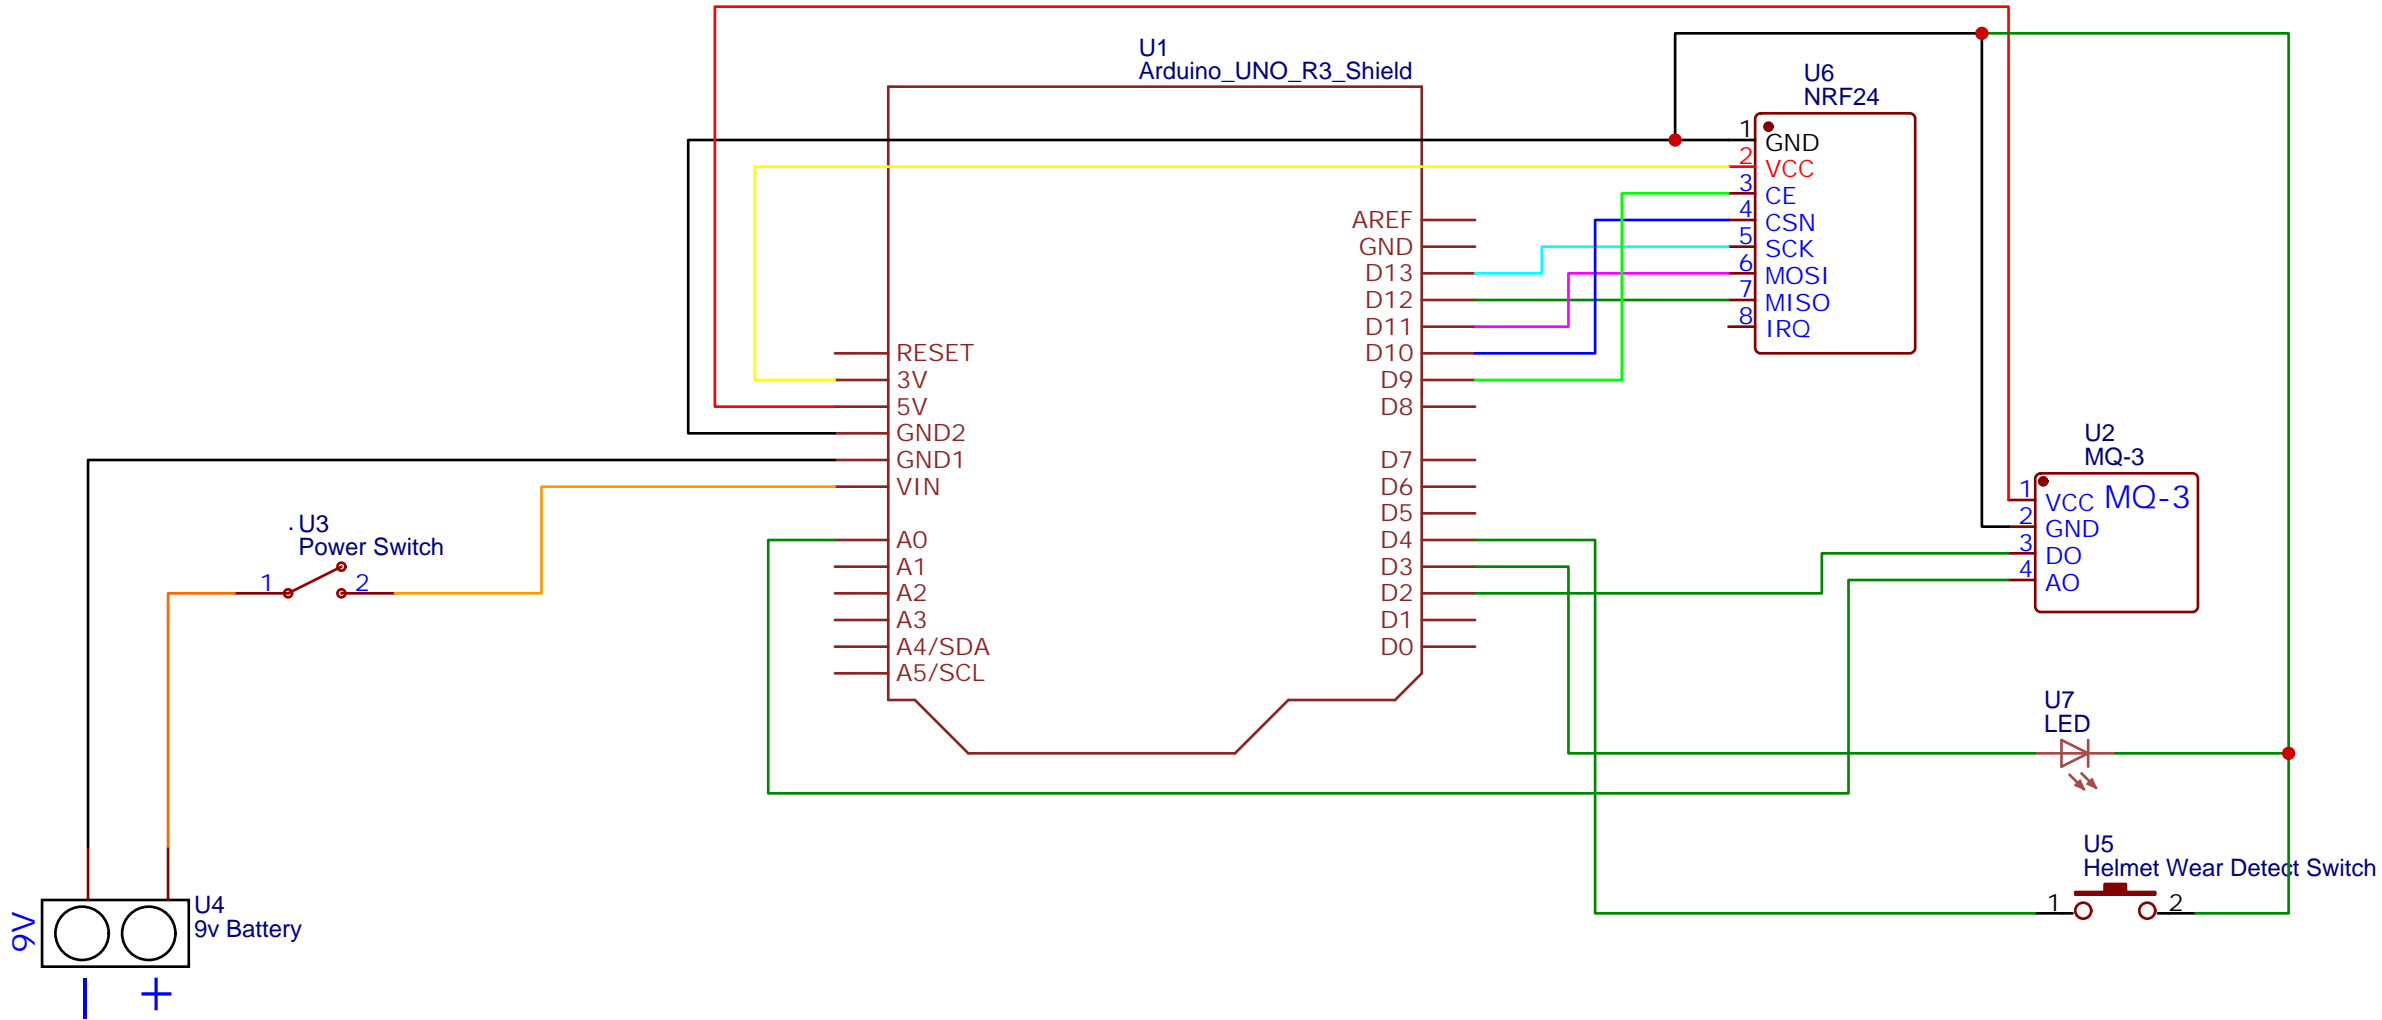 U1
Arduino_UNO_R3_Shield
AREF
GND
D13
D12
D11
D10
D9
D8
D7
D6
D5
D4
D3
D2
D1
D0
RESET
3V
5V
GND2
GND1
VIN
A0
A1
A2
A3
A4/SDA
A5/SCL
U6
NRF24
1 GND
2 VCC
3 CE
4 CSN
5 SCK
6 MOSI
7 MISO
8 IRQ
U2
MQ-3
MQ-3
1 VCC
2 GND
3 DO
4 AO
. U3
Power Switch
1 2
U7
LED
U5
Helmet Wear Detect Switch
1 2
U4
9v Battery
9V
— +